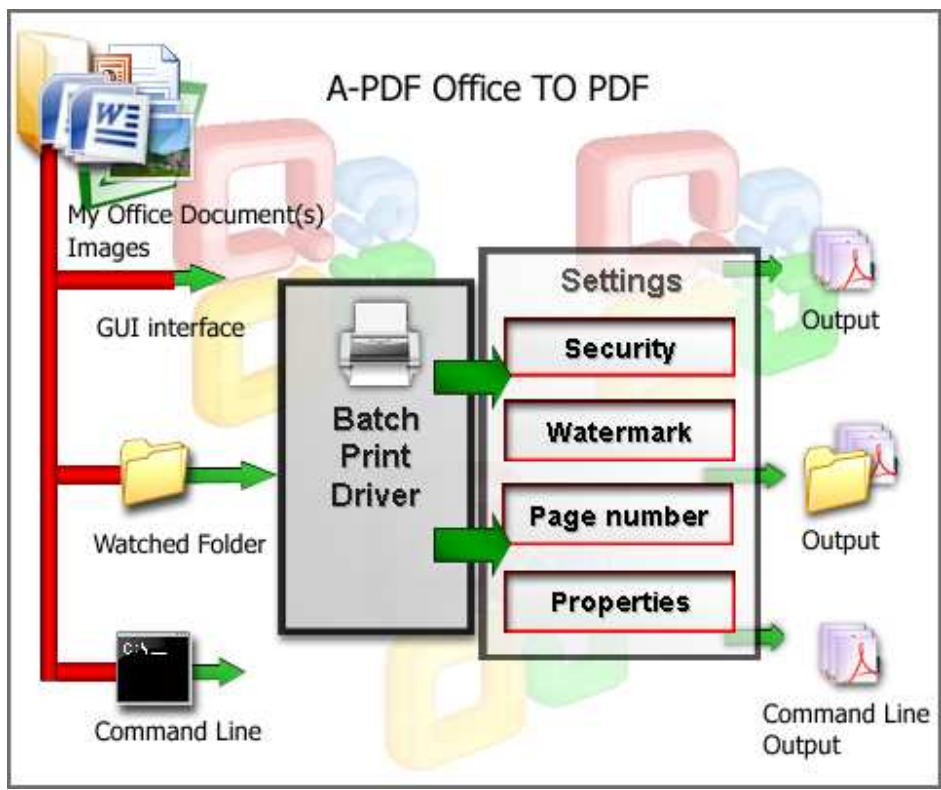 A-PDF Office TO PDF
My Office Document(s)
Images
GUI interface
Watched Folder
C:\_
Command Line
Batch
Print
Driver
Settings
Security
Watermark
Page number
Properties
Output
Output
Command Line
Output